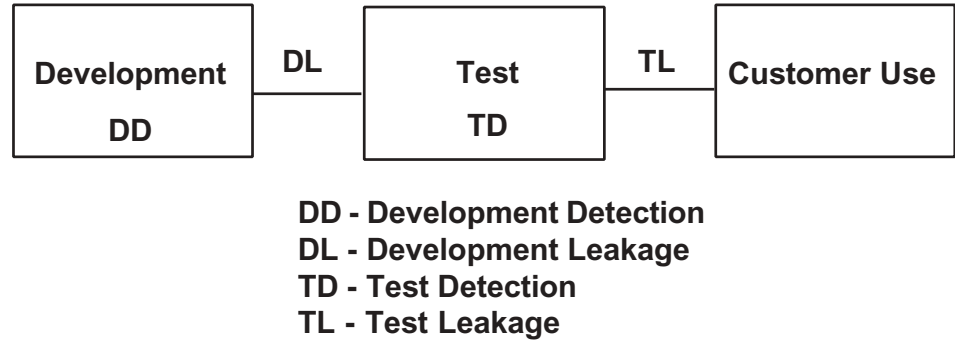 Development
DD
DL
Test
TD
TL
Customer Use
DD - Development Detection
DL - Development Leakage
TD - Test Detection
TL - Test Leakage